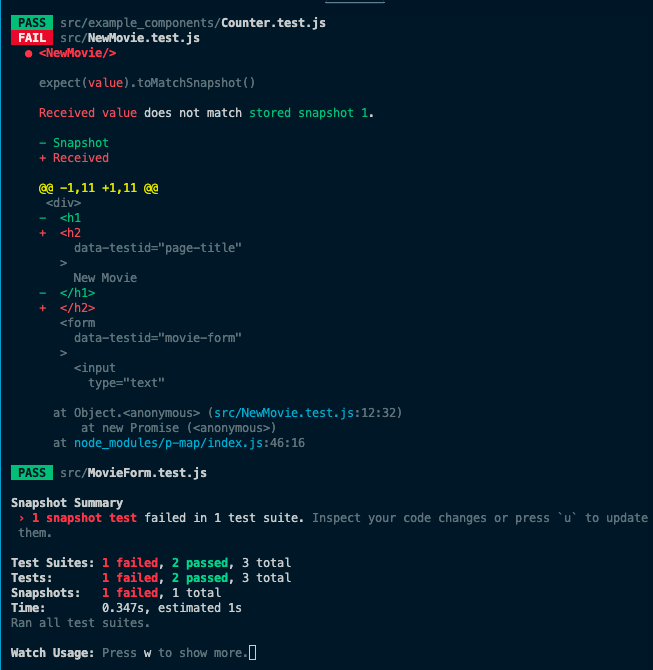 PASS src/example_components/Counter.test.js
FAIL src/NewMovie.test.js
● <NewMovie/>
expect(value).toMatchSnapshot()
Received value does not match stored snapshot 1.
- Snapshot
+ Received
@@ -1,11 +1,11 @@
<div>
- <h1
+ <h2
data-testid="page-title"
>
New Movie
- </h1>
+ </h2>
<form
data-testid="movie-form"
>
<input
type="text"
at Object.<anonymous> (src/NewMovie.test.js:12:32)
at new Promise (<anonymous>)
at node_modules/p-map/index.js:46:16
PASS src/MovieForm.test.js
Snapshot Summary
› 1 snapshot test failed in 1 test suite. Inspect your code changes or press `u` to update
them.
Test Suites: 1 failed, 2 passed, 3 total
Tests: 1 failed, 2 passed, 3 total
Snapshots: 1 failed, 1 total
Time: 0.347s, estimated 1s
Ran all test suites.
Watch Usage: Press w to show more.